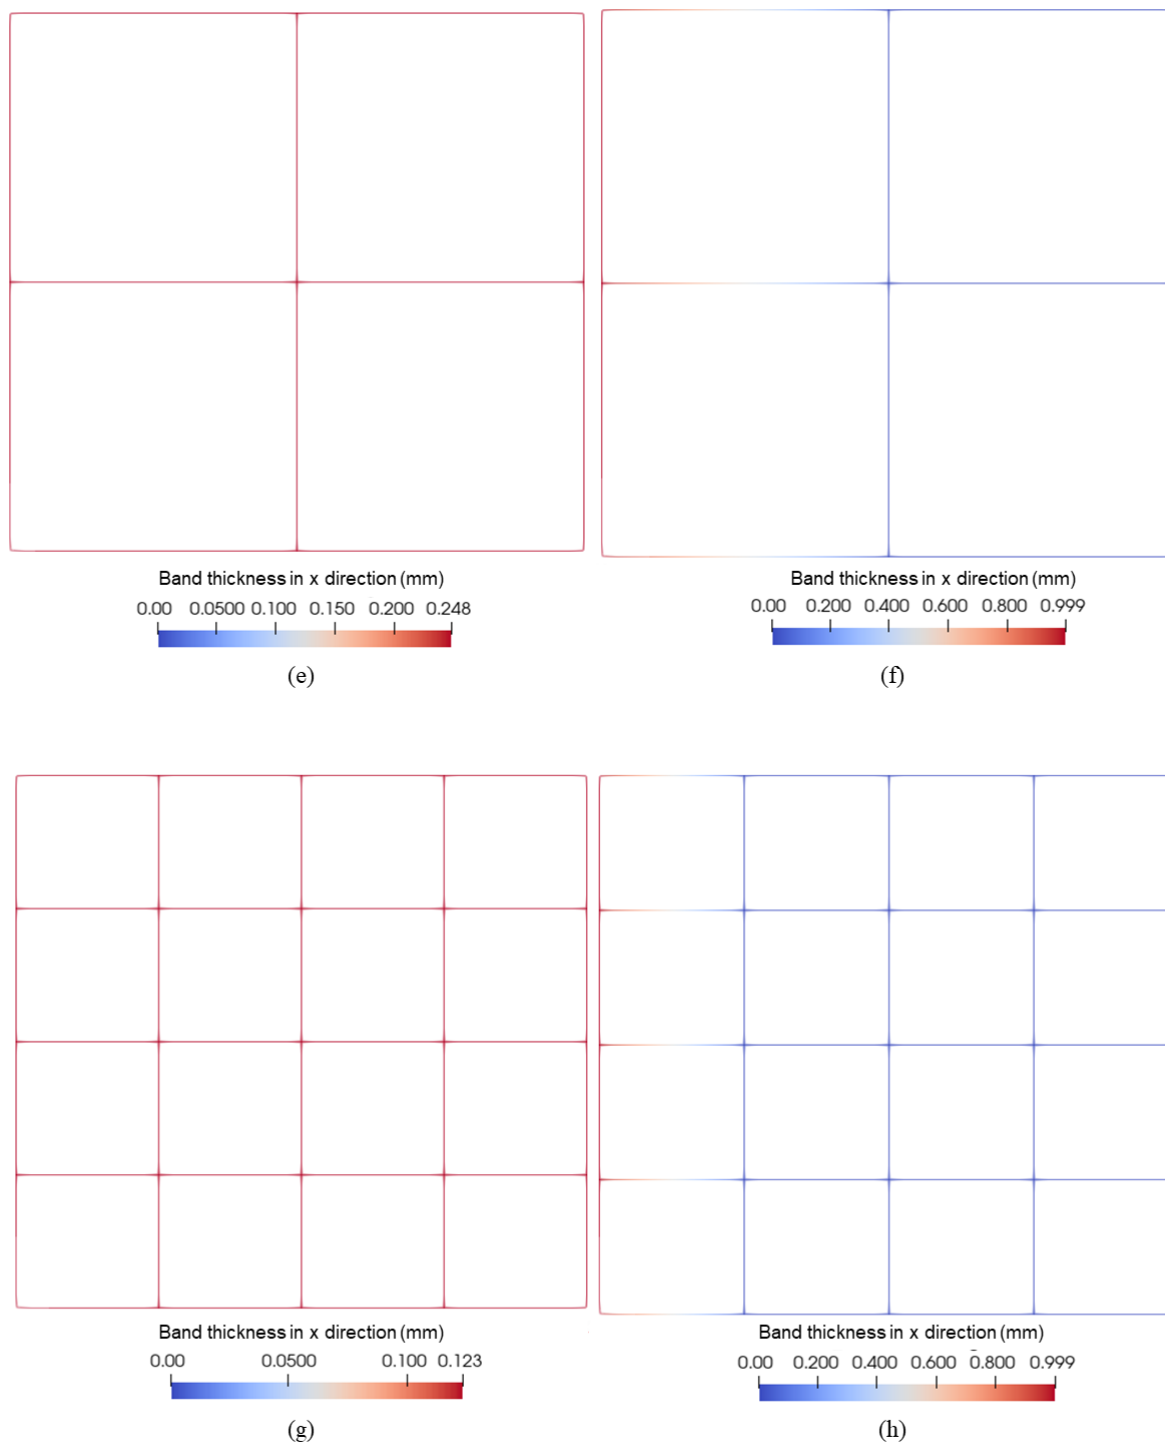 Band thickness in x direction (mm)
0.00 0.0500 0.100 0.150 0.200 0.248
(e)
Band thickness in x direction (mm)
0.00 0.200 0.400 0.600 0.800 0.999
(f)
Band thickness in x direction (mm)
0.00 0.0500 0.100 0.123
(g)
Band thickness in x direction (mm)
0.00 0.200 0.400 0.600 0.800 0.999
(h)